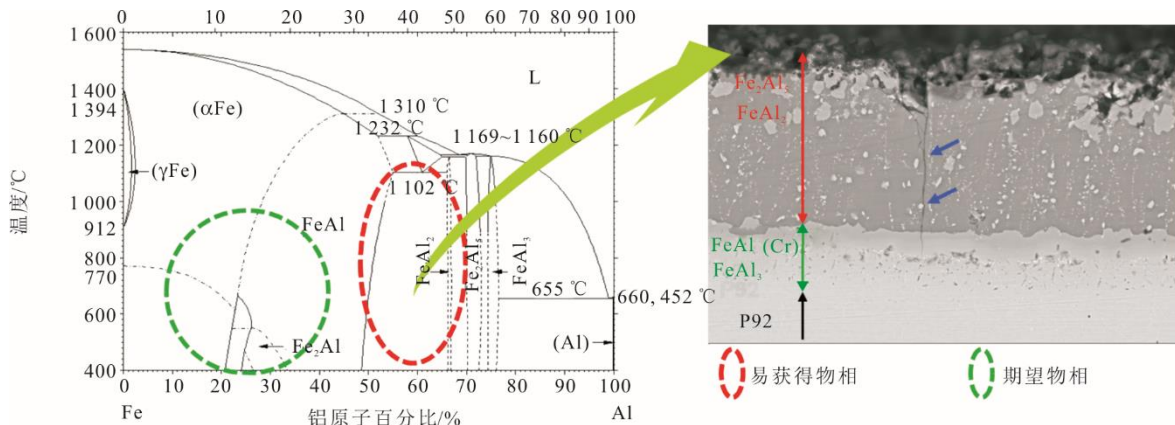 0 10 20 30 40 50 60 70 80 90 100
1 600
1 400
1 394
1 200
1 000
912
800
770
600
400
温度/℃
L
(αFe)
1 310 ℃
1 232 ℃
1 169~1 160 ℃
(γFe)
1 102 ℃
FeAl
FeAl₂
Fe₂Al₅
FeAl₃
655 ℃
660, 452 ℃
Fe₂Al
(Al)
0 10 20 30 40 50 60 70 80 90 100
Fe
铝原子百分比/%
Al
Fe₂Al₅
FeAl₂
FeAl (Cr)
FeAl₃
P92
P92
易获得物相
期望物相